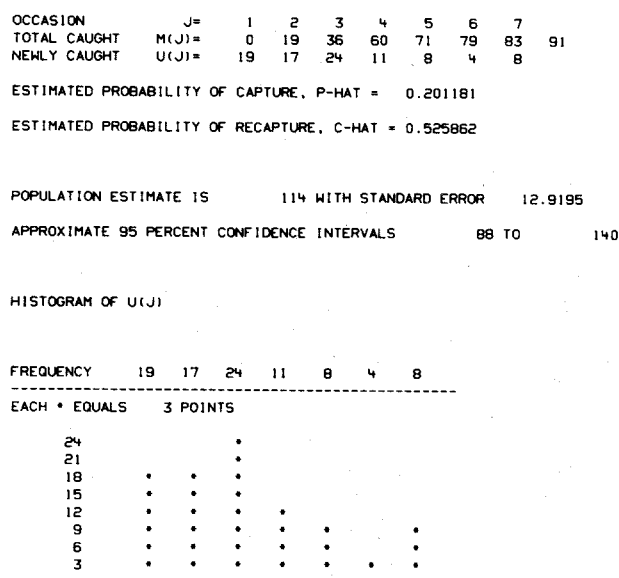 OCCASION J= 1 2 3 4 5 6 7
TOTAL CAUGHT M(J)= 0 19 36 60 71 79 83 91
NEWLY CAUGHT U(J)= 19 17 24 11 8 4 8
ESTIMATED PROBABILITY OF CAPTURE, P-HAT = 0.201181
ESTIMATED PROBABILITY OF RECAPTURE, C-HAT = 0.525862
POPULATION ESTIMATE IS 114 WITH STANDARD ERROR 12.9195
APPROXIMATE 95 PERCENT CONFIDENCE INTERVALS 88 TO 140
HISTOGRAM OF U(J)
FREQUENCY 19 17 24 11 8 4 8
---------------------------------------------------
EACH * EQUALS 3 POINTS
24 *
21 *
18 * * *
15 * * *
12 * * * *
9 * * * * * *
6 * * * * * *
3 * * * * * * *